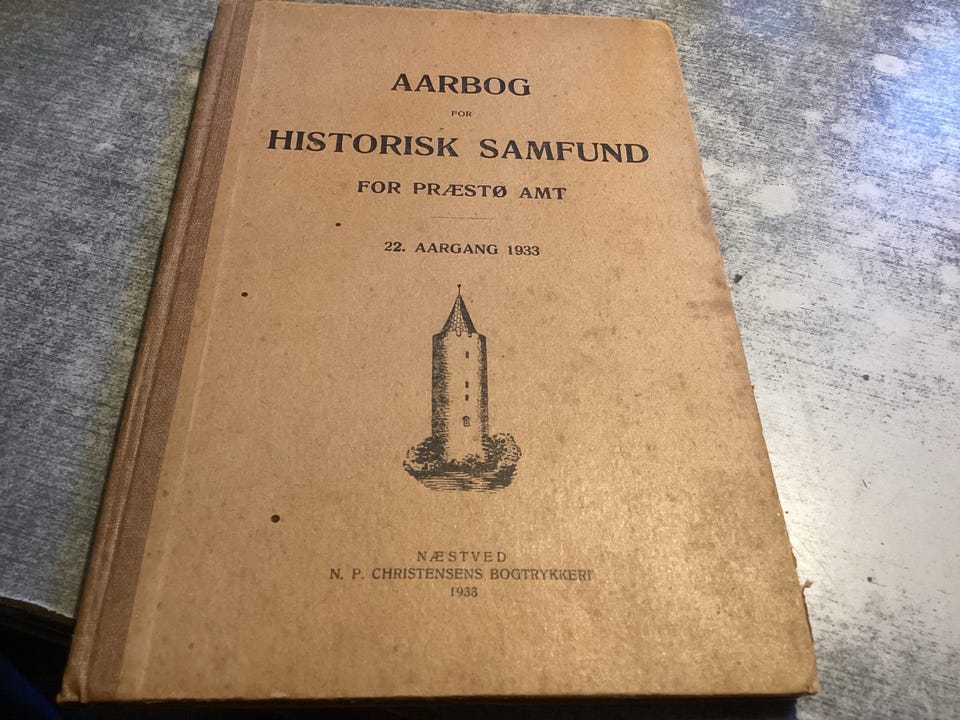 AARBOG
FOR
HISTORISK SAMFUND
FOR PRÆSTØ AMT
22. AARGANG 1933
NÆSTVED
N. P. CHRISTENSENS BOGTRYKKERI
1933